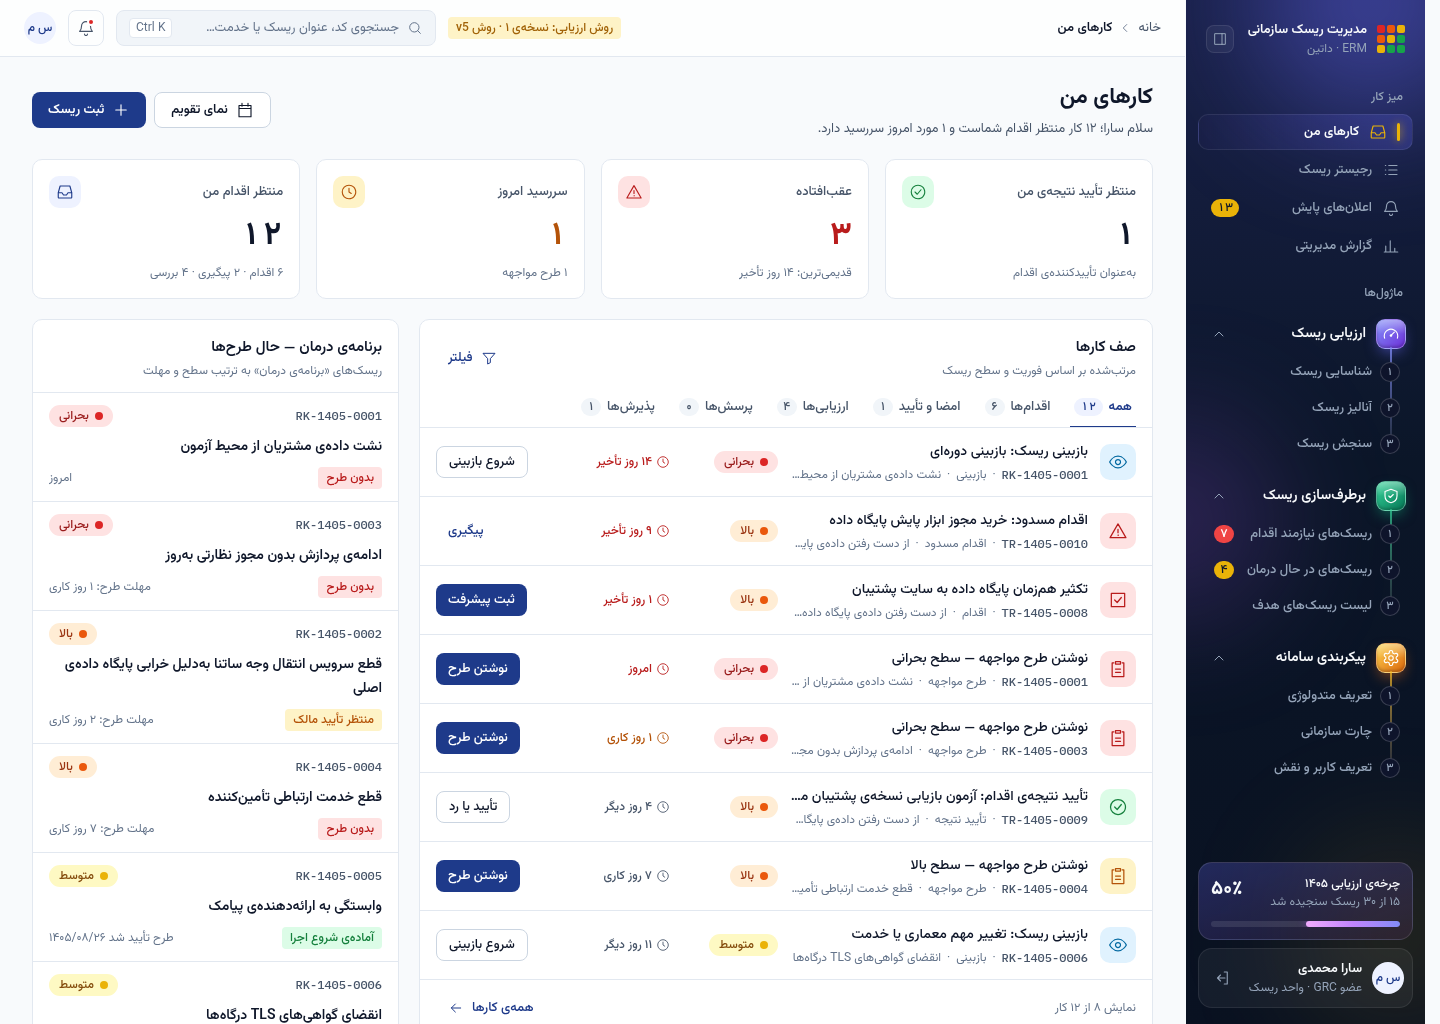 مدیریت ریسک سازمانی
ERM · داتین
میز کار
کارهای من
رجیستر ریسک
اعلان‌های پایش
۱۳
گزارش مدیریتی
ماژول‌ها
ارزیابی ریسک
۱ شناسایی ریسک
۲ آنالیز ریسک
۳ سنجش ریسک
برطرف‌سازی ریسک
۱ ریسک‌های نیازمند اقدام ۷
۲ ریسک‌های در حال درمان ۴
۳ لیست ریسک‌های هدف
پیکربندی سامانه
۱ تعریف متدولوژی
۲ چارت سازمانی
۳ تعریف کاربر و نقش
چرخه‌ی ارزیابی ۱۴۰۵
۵۰٪
۱۵ از ۳۰ ریسک سنجیده شد
س م
سارا محمدی
عضو GRC · واحد ریسک
خانه
کارهای من
روش ارزیابی: نسخه‌ی ۱ · روش v5
جستجوی کد، عنوان ریسک یا خدمت…
Ctrl K
س م
کارهای من
سلام سارا؛ ۱۲ کار منتظر اقدام شماست و ۱ مورد امروز سررسید دارد.
نمای تقویم
ثبت ریسک
منتظر تأیید نتیجه‌ی من
۱
به‌عنوان تأییدکننده‌ی اقدام
عقب‌افتاده
۳
قدیمی‌ترین: ۱۴ روز تأخیر
سررسید امروز
۱
۱ طرح مواجهه
منتظر اقدام من
۱۲
۶ اقدام · ۲ پیگیری · ۴ بررسی
صف کارها
مرتب‌شده بر اساس فوریت و سطح ریسک
فیلتر
همه ۱۲
اقدام‌ها ۶
امضا و تأیید ۱
ارزیابی‌ها ۴
پرسش‌ها ۰
پذیرش‌ها ۱
بازبینی ریسک: بازبینی دوره‌ای
RK-1405-0001 · بازبینی · نشت داده‌ی مشتریان از محیط…
بحرانی
۱۴ روز تأخیر
شروع بازبینی
اقدام مسدود: خرید مجوز ابزار پایش پایگاه داده
TR-1405-0010 · اقدام مسدود · از دست رفتن داده‌ی پای…
بالا
۹ روز تأخیر
پیگیری
تکثیر هم‌زمان پایگاه داده به سایت پشتیبان
TR-1405-0008 · اقدام · از دست رفتن داده‌ی پایگاه داده…
بالا
۱ روز تأخیر
ثبت پیشرفت
نوشتن طرح مواجهه — سطح بحرانی
RK-1405-0001 · طرح مواجهه · نشت داده‌ی مشتریان از …
بحرانی
امروز
نوشتن طرح
نوشتن طرح مواجهه — سطح بحرانی
RK-1405-0003 · طرح مواجهه · ادامه‌ی پردازش بدون مجـ…
بحرانی
۱ روز کاری
نوشتن طرح
تأیید نتیجه‌ی اقدام: آزمون بازیابی نسخه‌ی پشتیبان مـ…
TR-1405-0009 · تأیید نتیجه · از دست رفتن داده‌ی پایگا…
بالا
۴ روز دیگر
تأیید یا رد
نوشتن طرح مواجهه — سطح بالا
RK-1405-0004 · طرح مواجهه · قطع خدمت ارتباطی تأمیـ…
بالا
۷ روز کاری
نوشتن طرح
بازبینی ریسک: تغییر مهم معماری یا خدمت
RK-1405-0006 · بازبینی · انقضای گواهی‌های TLS درگاه‌ها
متوسط
۱۱ روز دیگر
شروع بازبینی
نمایش ۸ از ۱۲ کار
همه‌ی کارها
برنامه‌ی درمان — حال طرح‌ها
ریسک‌های «برنامه‌ی درمان» به ترتیب سطح و مهلت
RK-1405-0001
بحرانی
نشت داده‌ی مشتریان از محیط آزمون
بدون طرح
امروز
RK-1405-0003
بحرانی
ادامه‌ی پردازش بدون مجوز نظارتی به‌روز
بدون طرح
مهلت طرح: ۱ روز کاری
RK-1405-0002
بالا
قطع سرویس انتقال وجه ساتنا به‌دلیل خرابی پایگاه داده‌ی
اصلی
منتظر تأیید مالک
مهلت طرح: ۲ روز کاری
RK-1405-0004
بالا
قطع خدمت ارتباطی تأمین‌کننده
بدون طرح
مهلت طرح: ۷ روز کاری
RK-1405-0005
متوسط
وابستگی به ارائه‌دهنده‌ی پیامک
آماده‌ی شروع اجرا
طرح تأیید شد ۱۴۰۵/۰۸/۲۶
RK-1405-0006
متوسط
انقضای گواهی‌های TLS درگاه‌ها